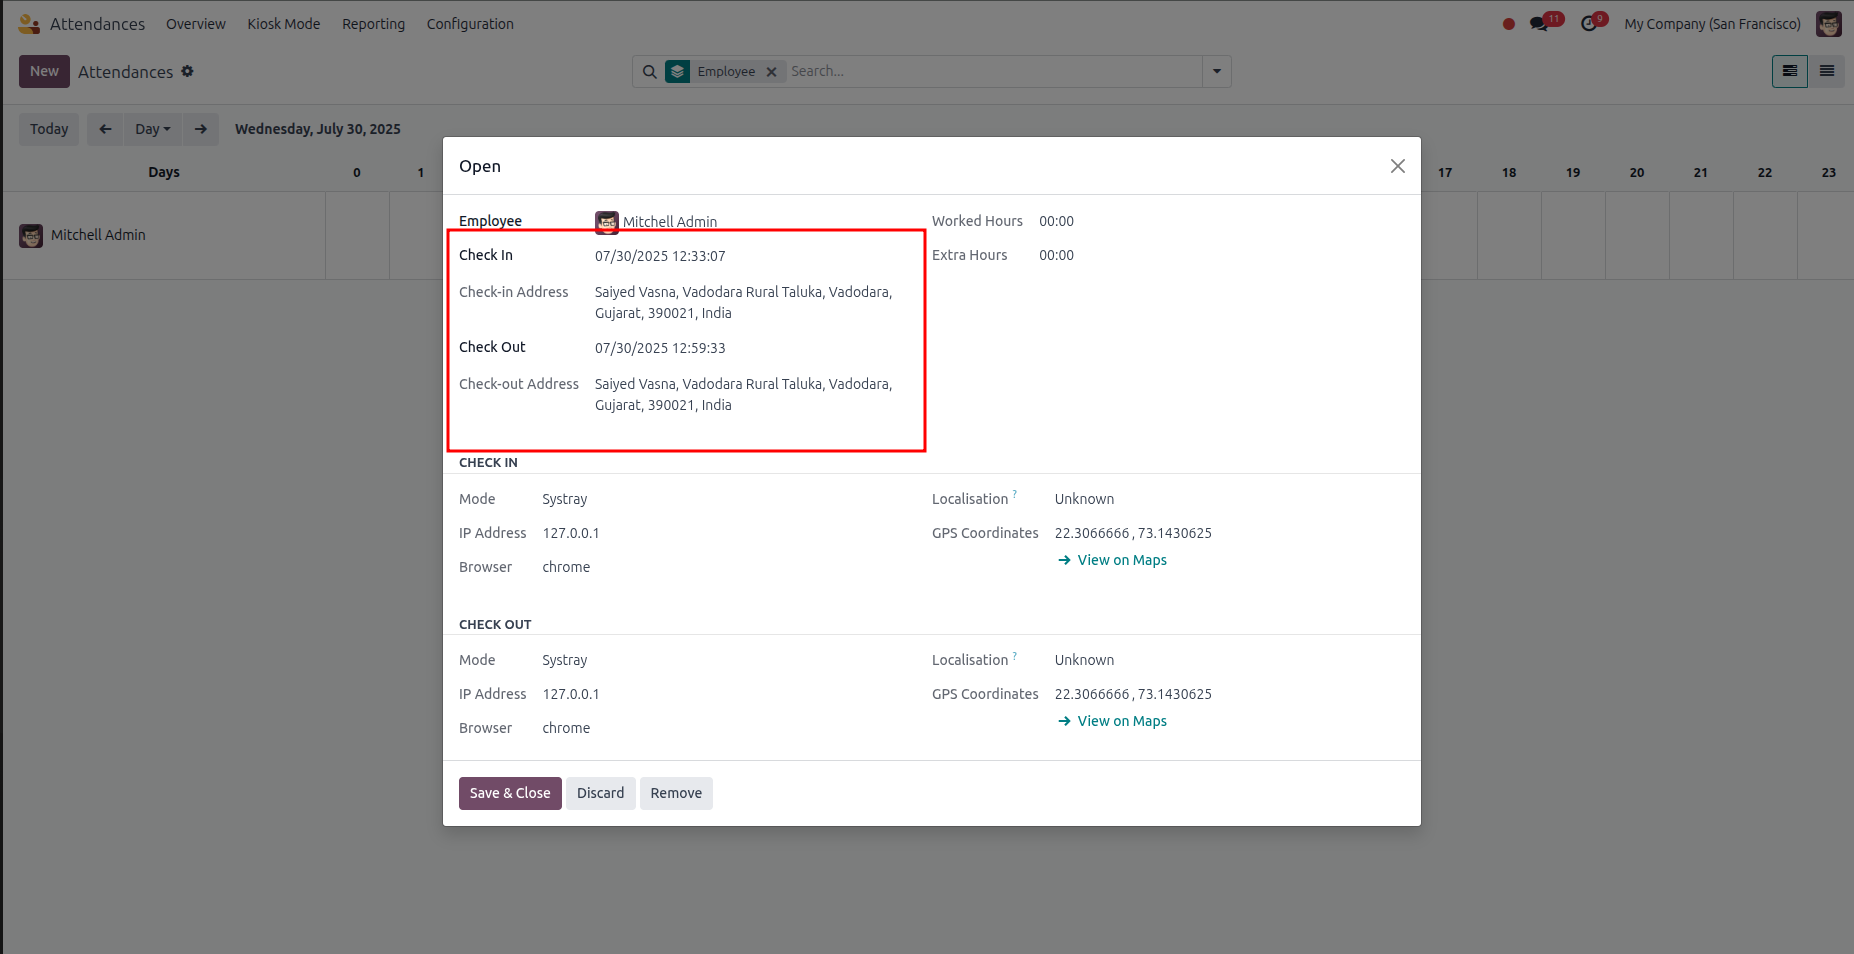 Attendances Overview Kiosk Mode Reporting Configuration 11 9 My Company (San Francisco)
New Attendances Employee Search...
Today Day Wednesday, July 30, 2025
Days 0 1 17 18 19 20 21 22 23
Mitchell Admin
Open
Employee Mitchell Admin Worked Hours 00:00
Check In 07/30/2025 12:33:07 Extra Hours 00:00
Check-in Address Saiyed Vasna, Vadodara Rural Taluka, Vadodara,
Gujarat, 390021, India
Check Out 07/30/2025 12:59:33
Check-out Address Saiyed Vasna, Vadodara Rural Taluka, Vadodara,
Gujarat, 390021, India
CHECK IN
Mode Systray Localisation ? Unknown
IP Address 127.0.0.1 GPS Coordinates 22.3066666 , 73.1430625
Browser chrome View on Maps
CHECK OUT
Mode Systray Localisation ? Unknown
IP Address 127.0.0.1 GPS Coordinates 22.3066666 , 73.1430625
Browser chrome View on Maps
Save & Close Discard Remove